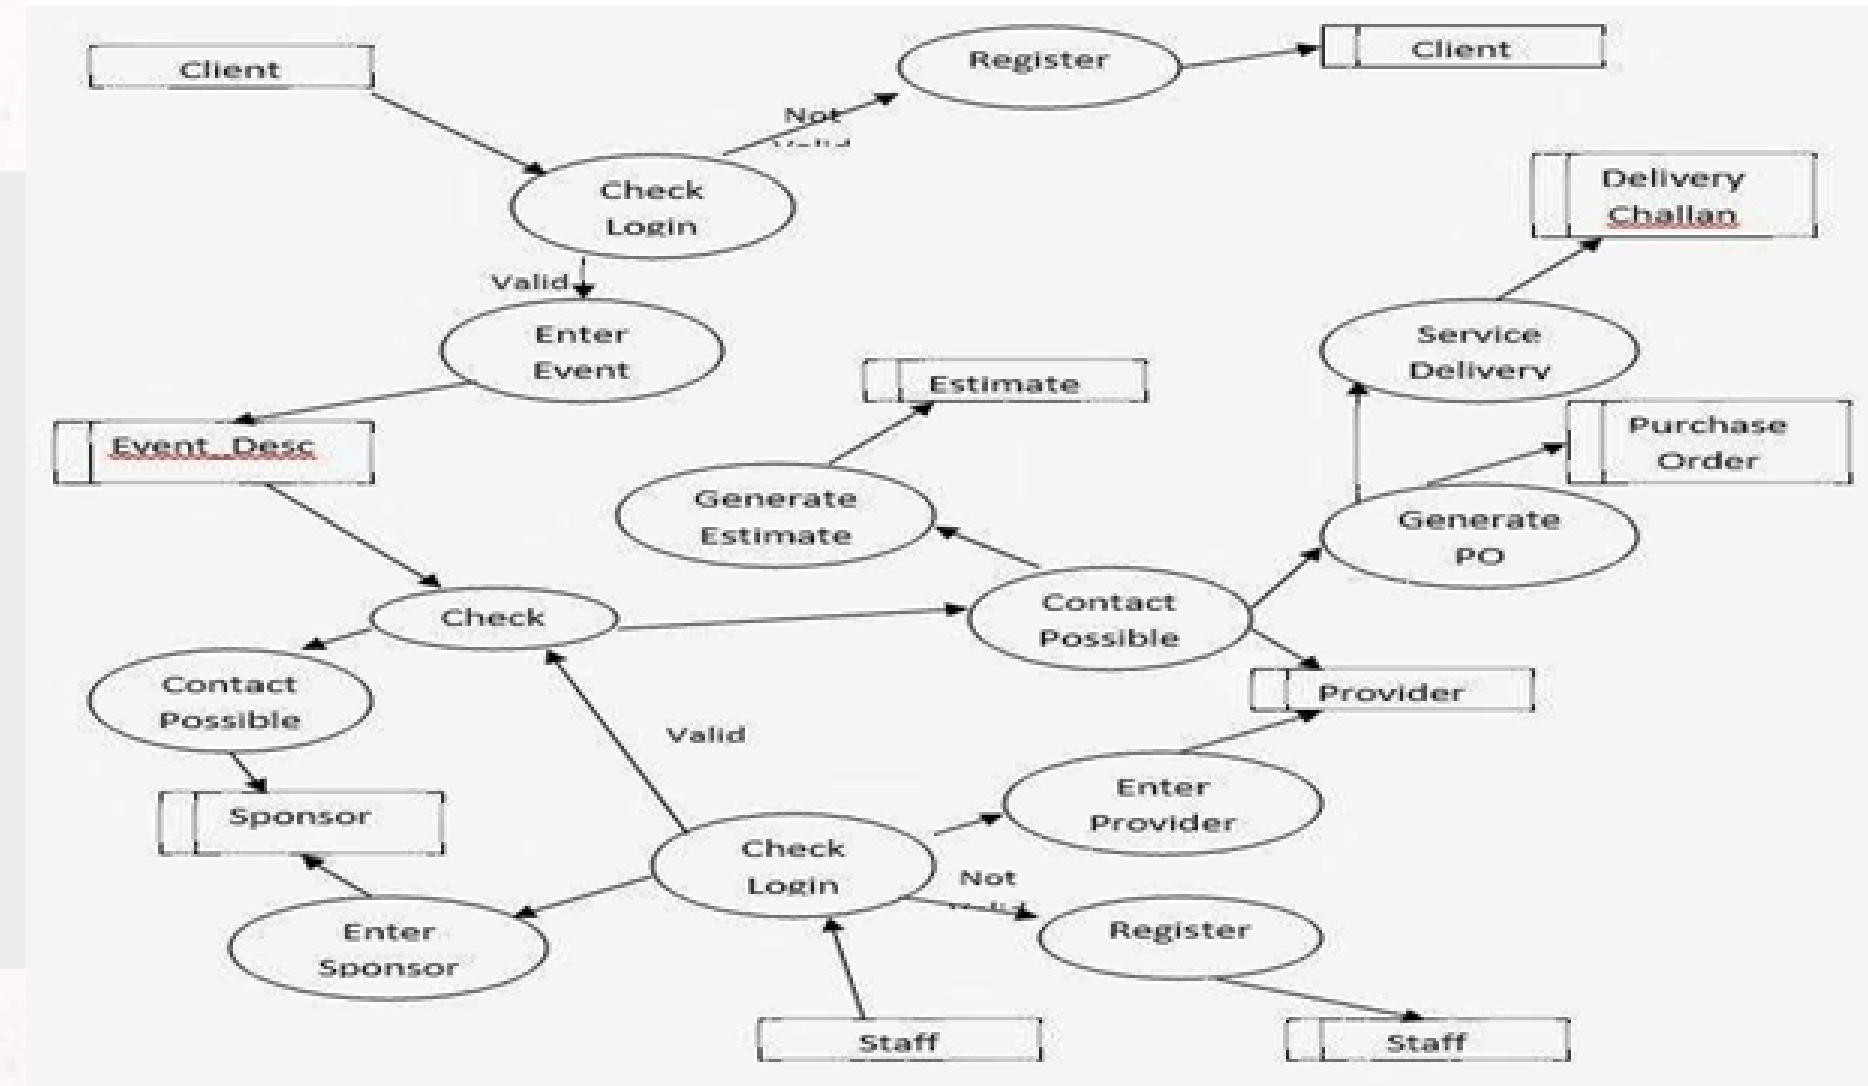 Client
Register
Client
Not
Check
Login
Delivery
Challan
Valid
Enter
Event
Service
Delivery
Estimate
Event_Desc
Purchase
Order
Generate
Estimate
Generate
PO
Check
Contact
Possible
Contact
Possible
Provider
Valid
Sponsor
Enter
Provider
Check
Login
Not
Enter
Sponsor
Register
Staff
Staff